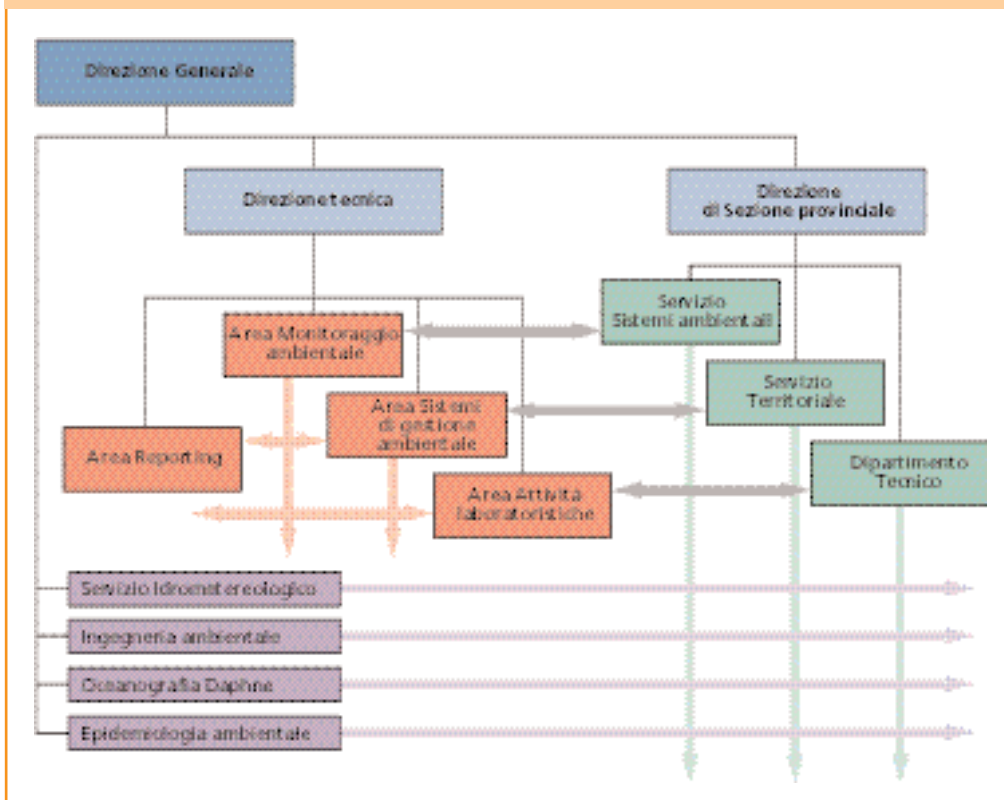 Direzione Generale
Direzione tecnica
Direzione
di Sezione provinciale
Servizio
Sistemi ambientali
Area Monitoraggio
ambientale
Servizio
Territoriale
Area Sistemi
di gestione
ambientale
Area Reporting
Dipartimento
Tecnico
Area Attività
laboratoristiche
Servizio Idrometereologico
Ingegneria ambientale
Oceanografia Daphne
Epidemiologia ambientale